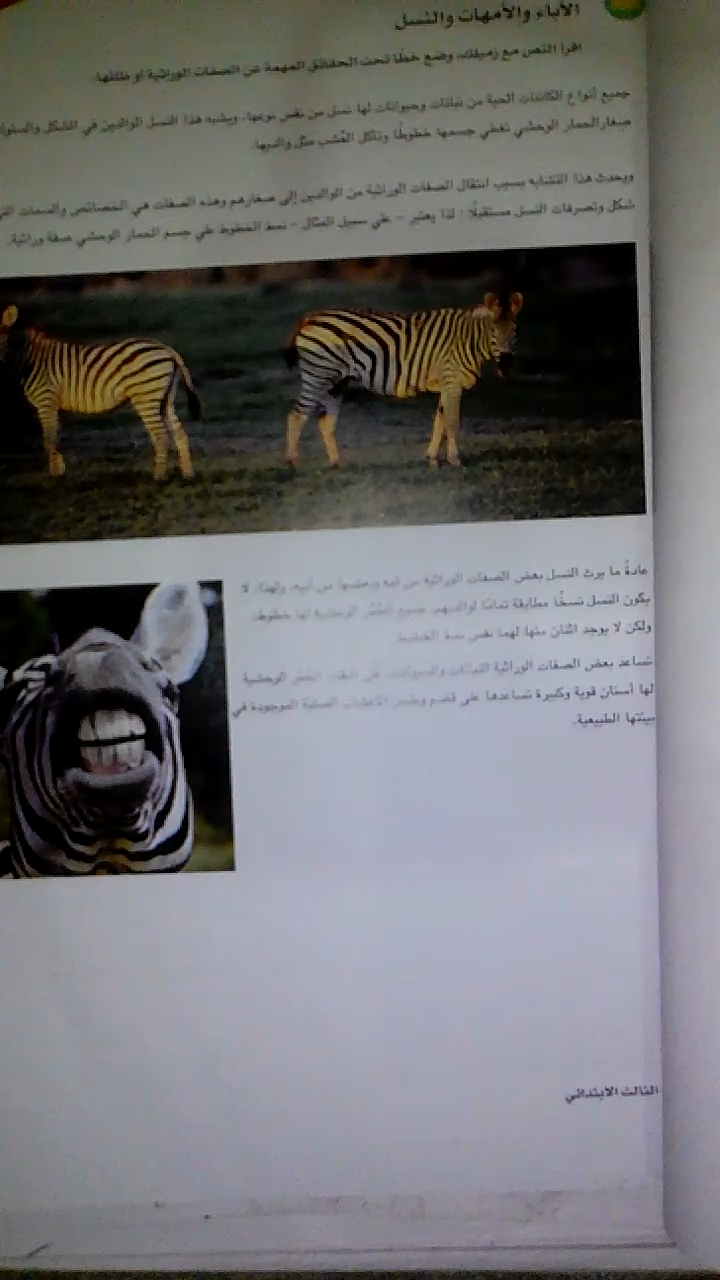 الآباء والأمهات والنسل
اقرأ النص مع زميلك، وضع خطًا تحت الحقائق المهمة عن الصفات الوراثية أو
جميع أنواع الكائنات الحية من نباتات وحيوانات لها نسل من نفس نوعها، ويشبه هذا النسل الوالدين في الشكل
صغار الحمار الوحشي تغطي جسمها خطوطًا وتأكل العُشب مثل والديها.
ويحدث هذا التشابه بسبب انتقال الصفات الوراثية من الوالدين إلى صغارهم وهذه الصفات هي الخصائص والسمات
شكل وتصرفات النسل مستقبلًا؛ لذا يعتبر – على سبيل المثال – نمط الخطوط على جسم الحمار الوحشي صفة وراثية.
عادةً ما يرث النسل بعض الصفات الوراثية من أمه وبعضها من أبيه، ولهذا، لا
يكون النسل نسخًا مطابقة تمامًا لوالديهم. جميع الحُمُر الوحشية لها خطوط،
ولكن لا يوجد اثنان منها لهما نفس نمط الخطوط.
تساعد بعض الصفات الوراثية النباتات والحيوانات على البقاء. الحُمُر الوحشية
لها أسنان قوية وكبيرة تساعدها على قضم ومضغ الأعشاب الصلبة الموجودة في
بيئتها الطبيعية.
الثالث الابتدائي